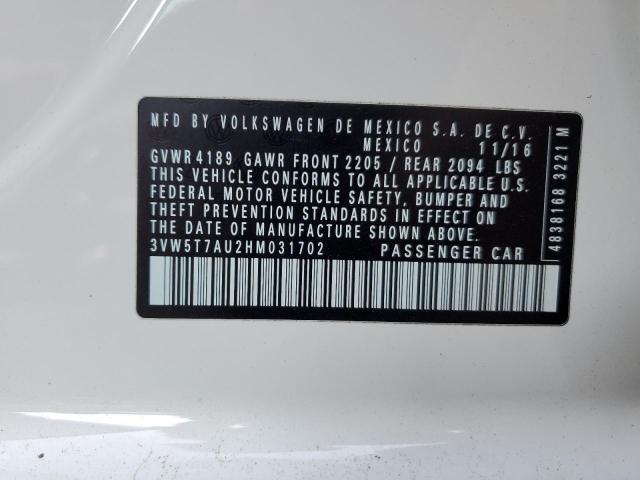 MFD BY VOLKSWAGEN DE MEXICO S.A. DE C.V.
MEXICO 11/16
GVWR 4189 GAWR FRONT 2205 / REAR 2094 LBS
THIS VEHICLE CONFORMS TO ALL APPLICABLE U.S.
FEDERAL MOTOR VEHICLE SAFETY, BUMPER AND
THEFT PREVENTION STANDARDS IN EFFECT ON
THE DATE OF MANUFACTURE SHOWN ABOVE.
3VW5T7AU2HM031702 PASSENGER CAR
4838168 3221 M